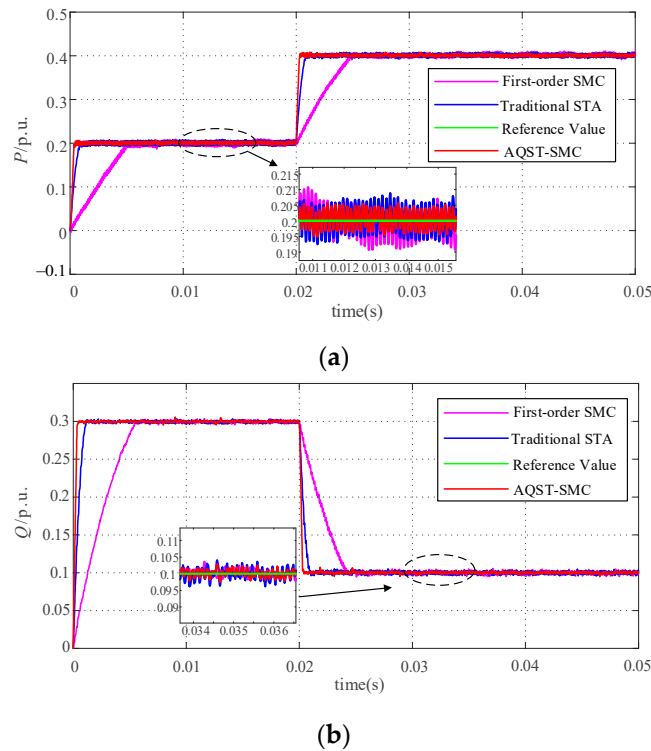 0.4
0.3
0.2
0.1
0
−0.1
P/p.u.
First-order SMC
Traditional STA
Reference Value
AQST-SMC
0.215
0.21
0.205
0.2
0.195
0.19
0.011 0.012 0.013 0.014 0.015
0 0.01 0.02 0.03 0.04 0.05
time(s)
(a)
0.3
0.25
0.2
0.15
0.1
0.05
0
Q/p.u.
First-order SMC
Traditional STA
Reference Value
AQST-SMC
0.11
0.105
0.1
0.095
0.09
0.034 0.035 0.036
0 0.01 0.02 0.03 0.04 0.05
time(s)
(b)